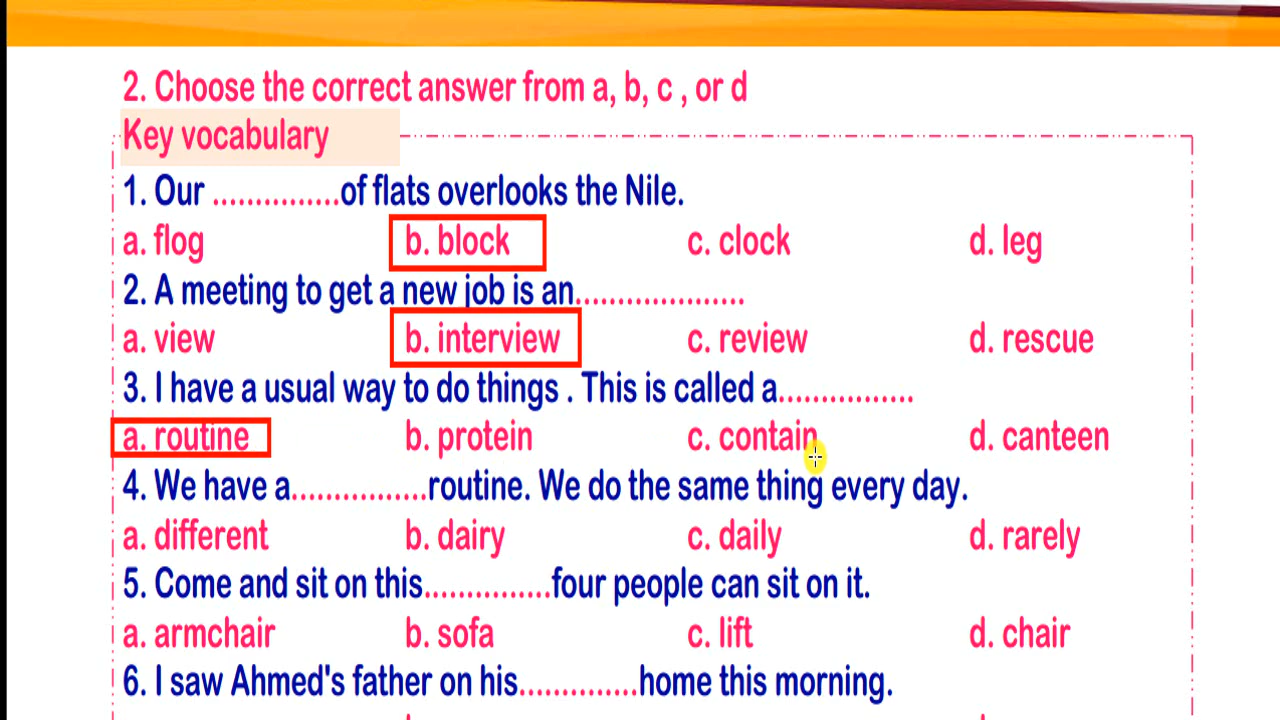 2. Choose the correct answer from a, b, c , or d
Key vocabulary
1. Our ...............of flats overlooks the Nile.
a. flog b. block c. clock d. leg
2. A meeting to get a new job is an....................
a. view b. interview c. review d. rescue
3. I have a usual way to do things . This is called a................
a. routine b. protein c. contain d. canteen
4. We have a................routine. We do the same thing every day.
a. different b. dairy c. daily d. rarely
5. Come and sit on this...............four people can sit on it.
a. armchair b. sofa c. lift d. chair
6. I saw Ahmed's father on his..............home this morning.